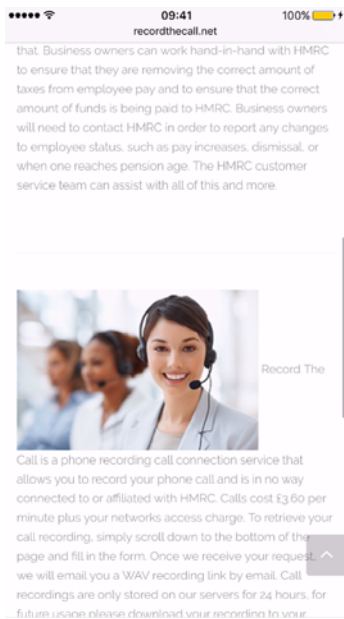 09:41
100%
recordthecall.net
that. Business owners can work hand-in-hand with HMRC
to ensure that they are removing the correct amount of
taxes from employee pay and to ensure that the correct
amount of funds is being paid to HMRC. Business owners
will need to contact HMRC in order to report any changes
to employee status, such as pay increases, dismissal, or
when one reaches pension age. The HMRC customer
service team can assist with all of this and more.
Record The
Call is a phone recording call connection service that
allows you to record your phone call and is in no way
connected to or affiliated with HMRC. Calls cost £3.60 per
minute plus your networks access charge. To retrieve your
call recording, simply scroll down to the bottom of the
page and fill in the form. Once we receive your request,
we will email you a WAV recording link by email. Call
recordings are only stored on our servers for 24 hours, for
future usage please download your recording to your